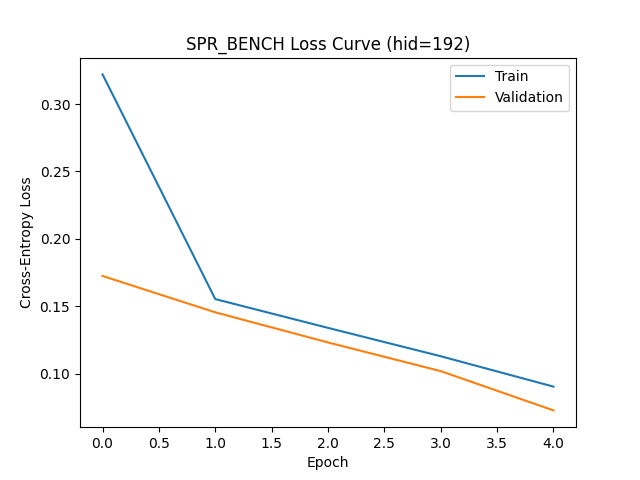 SPR_BENCH Loss Curve (hid=192)
Train
Validation
Cross-Entropy Loss
0.30
0.25
0.20
0.15
0.10
0.0 0.5 1.0 1.5 2.0 2.5 3.0 3.5 4.0
Epoch